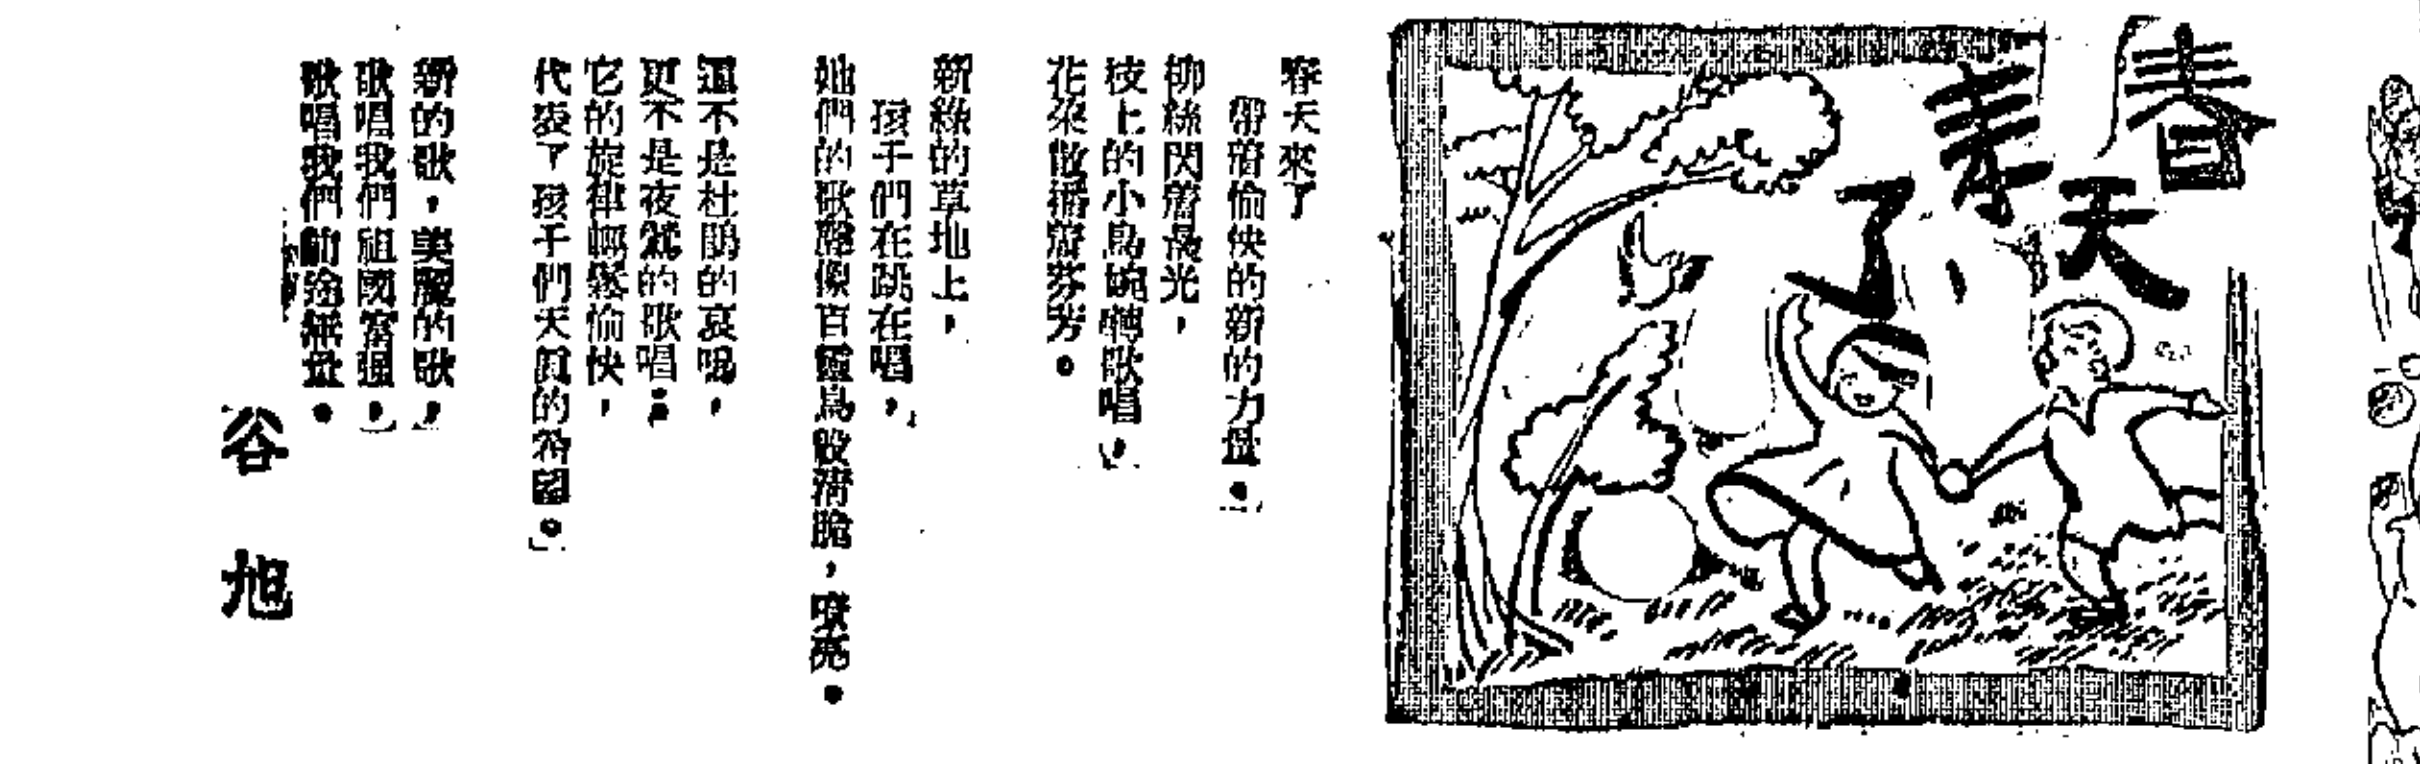 春天來了
春天來了
帶着愉快的新的力量。
柳絲閃着晨光,
枝上的小鳥婉囀歌唱,
花朵散播着芬芳。
新綠的草地上,
孩子們在跳在唱,
她們的歌聲像百靈鳥般清脆,嘹亮。
這不是杜鵑的哀鳴,
更不是夜鶯的歌唱:
它的旋律輕鬆愉快,
代表了孩子們天眞的希望。
新的歌,美麗的歌,
歌唱我們祖國富强,
歌唱我們前途無量。
谷旭